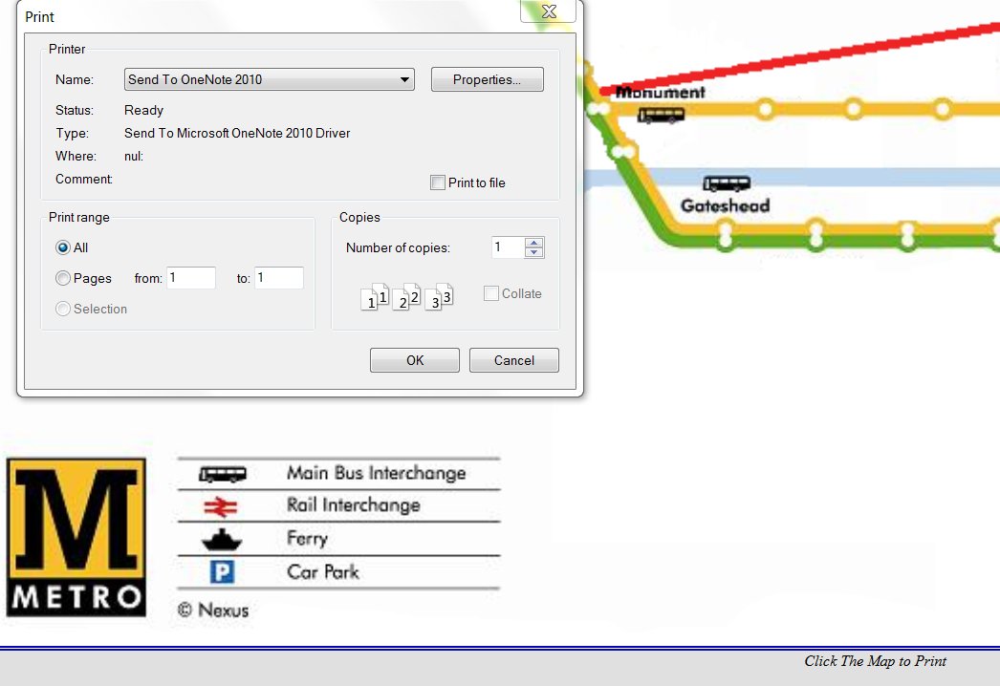 Print
Printer
Name: Send To OneNote 2010 Properties...
Status: Ready
Type: Send To Microsoft OneNote 2010 Driver
Where: nul:
Comment:
Print to file
Print range
All
Pages from: 1 to: 1
Selection
Copies
Number of copies: 1
1 1 2 2 3 3 Collate
OK Cancel
Monument
Gateshead
M
METRO
Main Bus Interchange
Rail Interchange
Ferry
P Car Park
© Nexus
Click The Map to Print